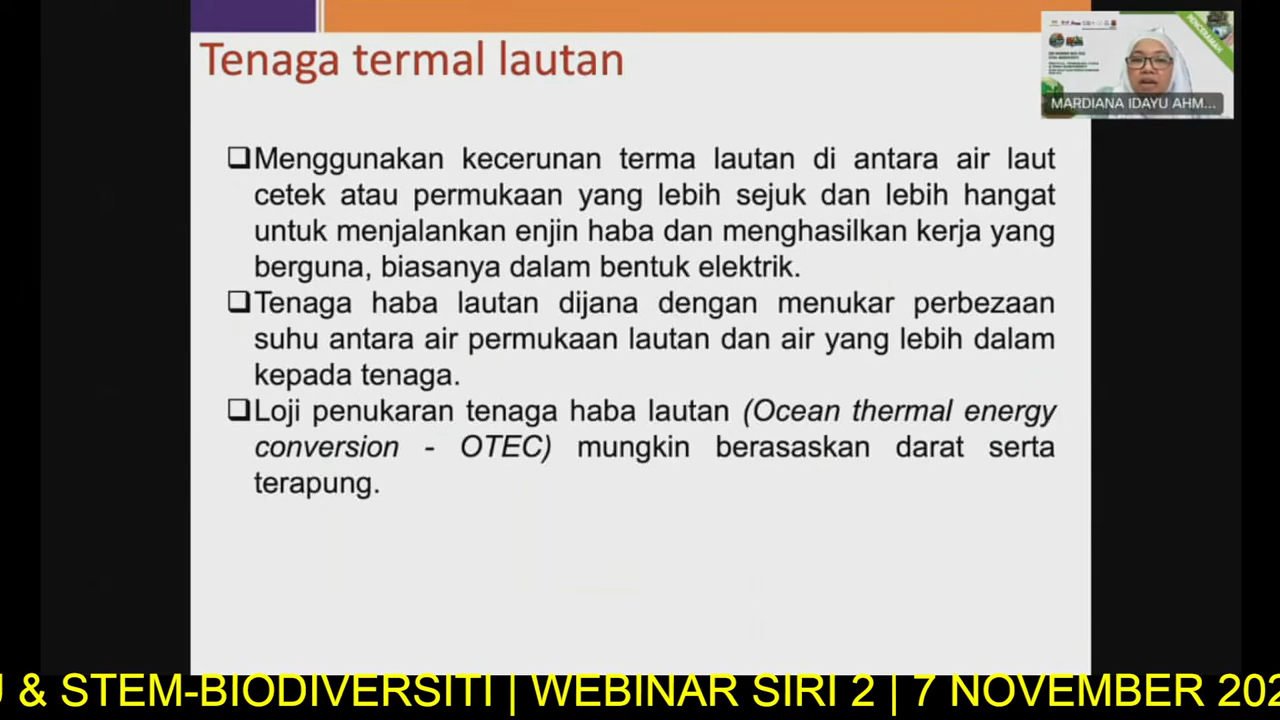 Tenaga termal lautan
PENCERAMAH
MARDIANA IDAYU AHM...
❑Menggunakan kecerunan terma lautan di antara air laut
cetek atau permukaan yang lebih sejuk dan lebih hangat
untuk menjalankan enjin haba dan menghasilkan kerja yang
berguna, biasanya dalam bentuk elektrik.
❑Tenaga haba lautan dijana dengan menukar perbezaan
suhu antara air permukaan lautan dan air yang lebih dalam
kepada tenaga.
❑Loji penukaran tenaga haba lautan (Ocean thermal energy
conversion - OTEC) mungkin berasaskan darat serta
terapung.
U & STEM-BIODIVERSITI | WEBINAR SIRI 2 | 7 NOVEMBER 202